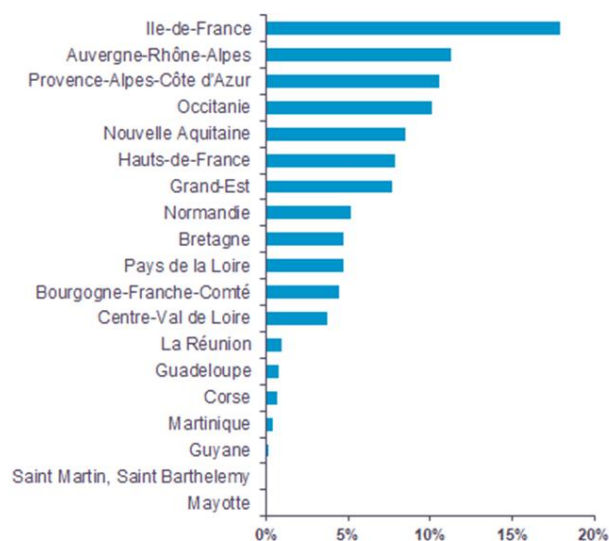 Ile-de-France
Auvergne-Rhône-Alpes
Provence-Alpes-Côte d'Azur
Occitanie
Nouvelle Aquitaine
Hauts-de-France
Grand-Est
Normandie
Bretagne
Pays de la Loire
Bourgogne-Franche-Comté
Centre-Val de Loire
La Réunion
Guadeloupe
Corse
Martinique
Guyane
Saint Martin, Saint Barthelemy
Mayotte
0% 5% 10% 15% 20%